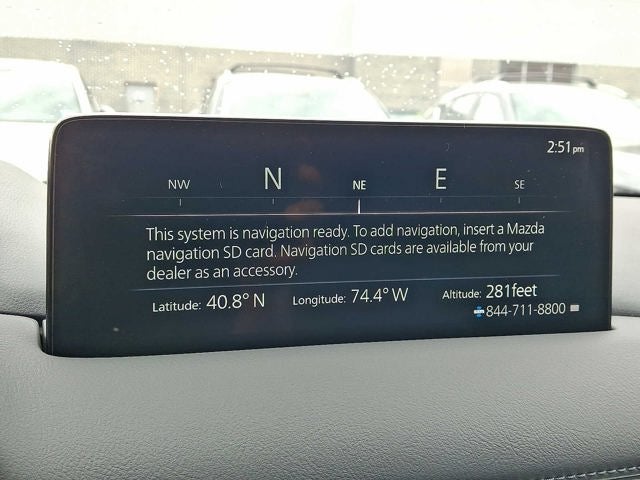 2:51pm
NW N NE E SE
This system is navigation ready. To add navigation, insert a Mazda
navigation SD card. Navigation SD cards are available from your
dealer as an accessory.
Latitude: 40.8° N Longitude: 74.4° W Altitude: 281feet
844-711-8800